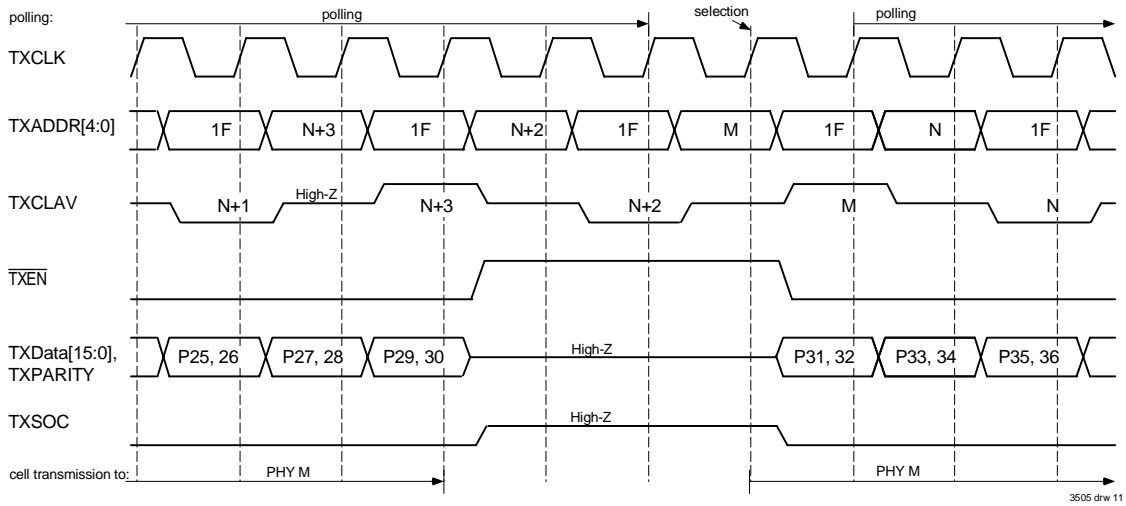 polling: polling selection polling
TXCLK
TXADDR[4:0] 1F N+3 1F N+2 1F M 1F N 1F
TXCLAV N+1 High-Z N+3 N+2 M N
TXEN
TXData[15:0], P25, 26 P27, 28 P29, 30 High-Z P31, 32 P33, 34 P35, 36
TXPARITY
TXSOC High-Z
cell transmission to: PHY M PHY M
3505 drw 11